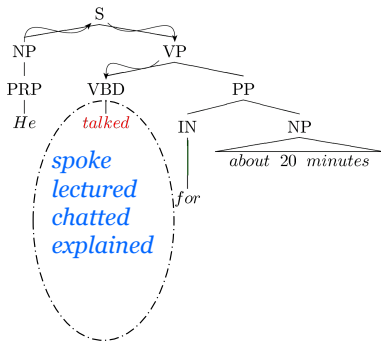 S
NP VP
PRP VBD PP
He talked IN NP
spoke about 20 minutes
lectured
for
chatted
explained